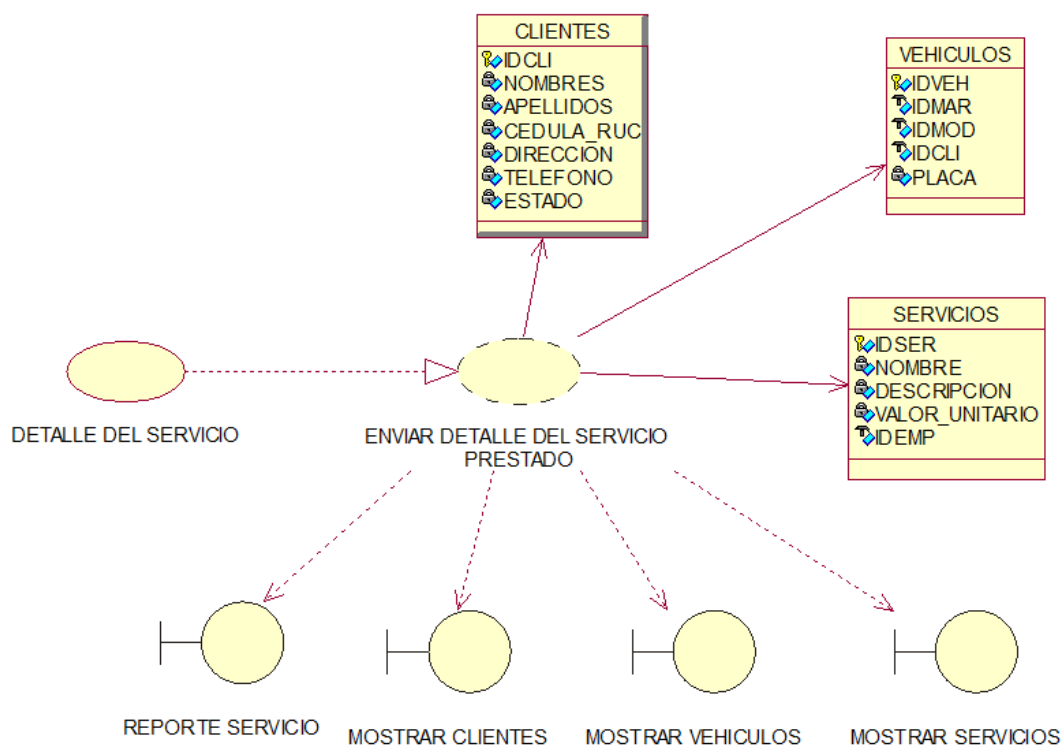 CLIENTES
IDCLI
NOMBRES
APELLIDOS
CEDULA_RUC
DIRECCIÓN
TELEFONO
ESTADO
VEHICULOS
IDVEH
IDMAR
IDMOD
IDCLI
PLACA
SERVICIOS
IDSER
NOMBRE
DESCRIPCION
VALOR_UNITARIO
IDEMP
DETALLE DEL SERVICIO
ENVIAR DETALLE DEL SERVICIO
PRESTADO
REPORTE SERVICIO
MOSTRAR CLIENTES
MOSTRAR VEHICULOS
MOSTRAR SERVICIOS